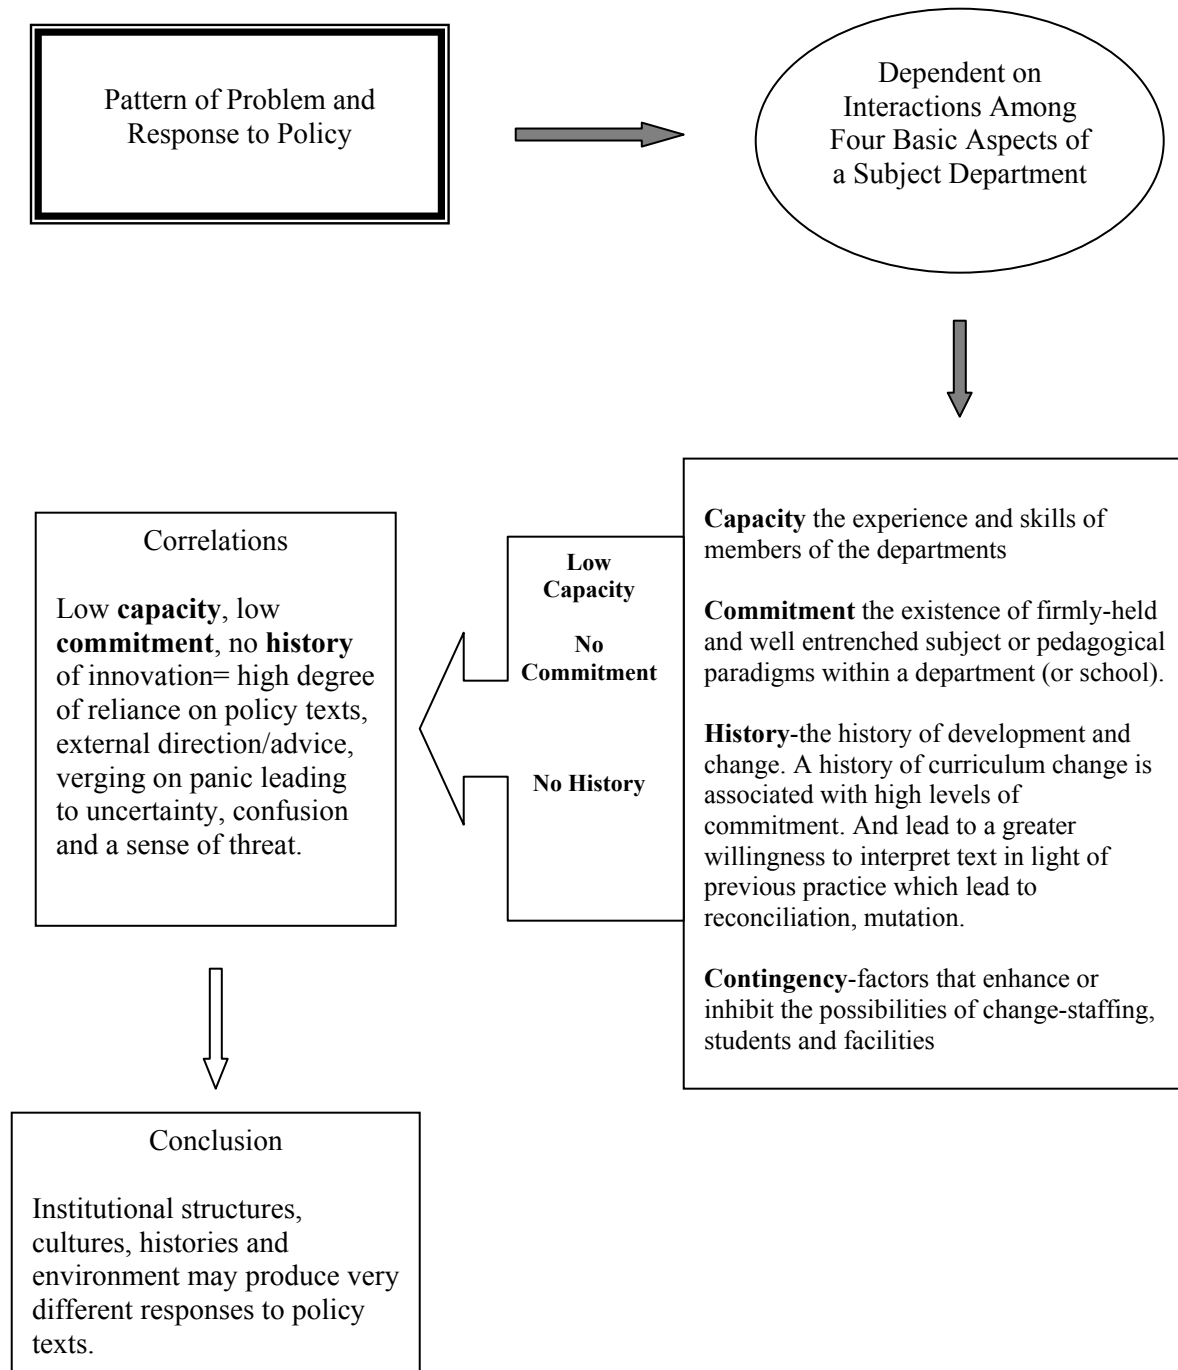 Pattern of Problem and
Response to Policy
Dependent on
Interactions Among
Four Basic Aspects of
a Subject Department
Capacity the experience and skills of
members of the departments
Commitment the existence of firmly-held
and well entrenched subject or pedagogical
paradigms within a department (or school).
History-the history of development and
change. A history of curriculum change is
associated with high levels of
commitment. And lead to a greater
willingness to interpret text in light of
previous practice which lead to
reconciliation, mutation.
Contingency-factors that enhance or
inhibit the possibilities of change-staffing,
students and facilities
Low
Capacity
No
Commitment
No History
Correlations
Low capacity, low
commitment, no history
of innovation= high degree
of reliance on policy texts,
external direction/advice,
verging on panic leading
to uncertainty, confusion
and a sense of threat.
Conclusion
Institutional structures,
cultures, histories and
environment may produce very
different responses to policy
texts.